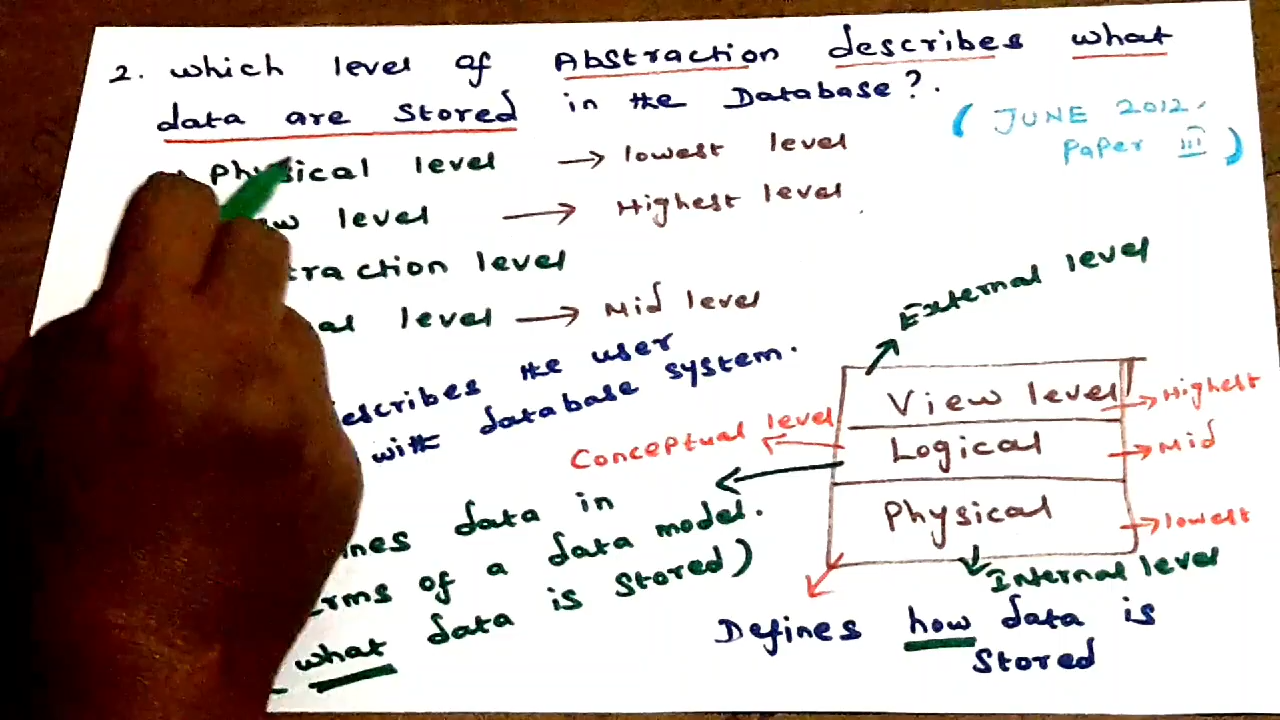 2. which level of Abstraction describes what
data are stored in the Database?.
(JUNE 2012,
Paper III)
Physical level → lowest level
level → Highest level
level
level → Mid level
the user
with database system.
External level
View level → Highest
Conceptual level
Logical → Mid
data in
of a data model.
Physical → lowest
what data is stored)
Internal level
Defines how data is
stored